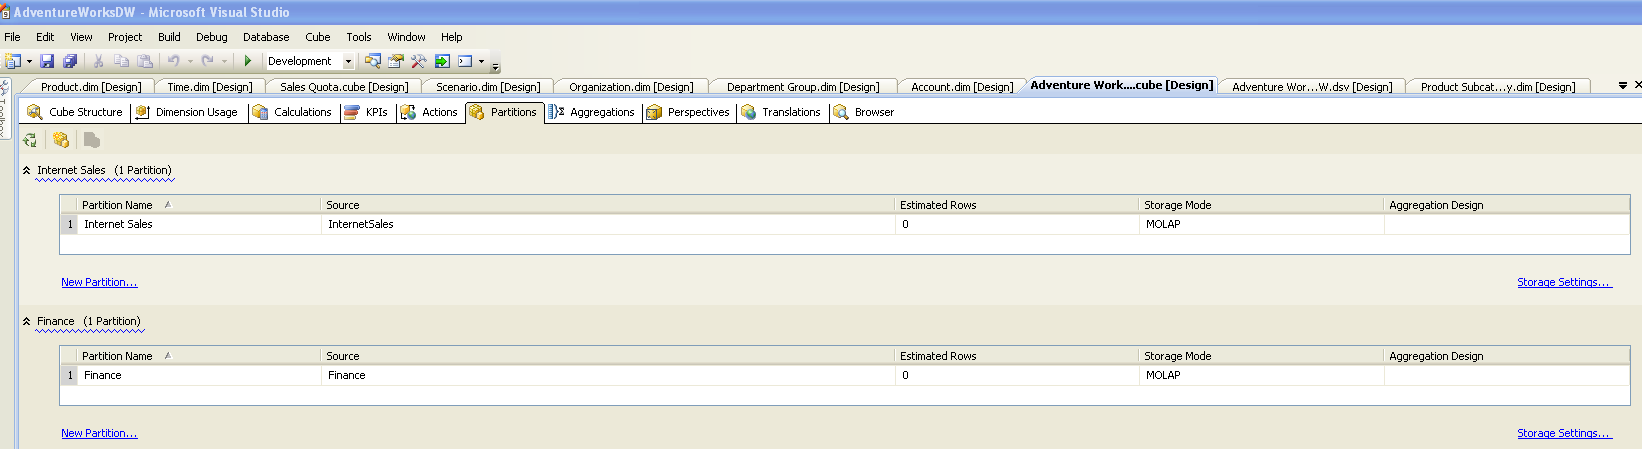 AdventureWorksDW - Microsoft Visual Studio
File Edit View Project Build Debug Database Cube Tools Window Help
Development
Product.dim [Design] Time.dim [Design] Sales Quota.cube [Design] Scenario.dim [Design] Organization.dim [Design] Department Group.dim [Design] Account.dim [Design] Adventure Work....cube [Design] Adventure Wor...W.dsv [Design] Product Subcat...y.dim [Design]
Toolbox
Cube Structure Dimension Usage Calculations KPIs Actions Partitions Aggregations Perspectives Translations Browser
Internet Sales (1 Partition)
Partition Name Source Estimated Rows Storage Mode Aggregation Design
1 Internet Sales InternetSales 0 MOLAP
New Partition... Storage Settings...
Finance (1 Partition)
Partition Name Source Estimated Rows Storage Mode Aggregation Design
1 Finance Finance 0 MOLAP
New Partition... Storage Settings...